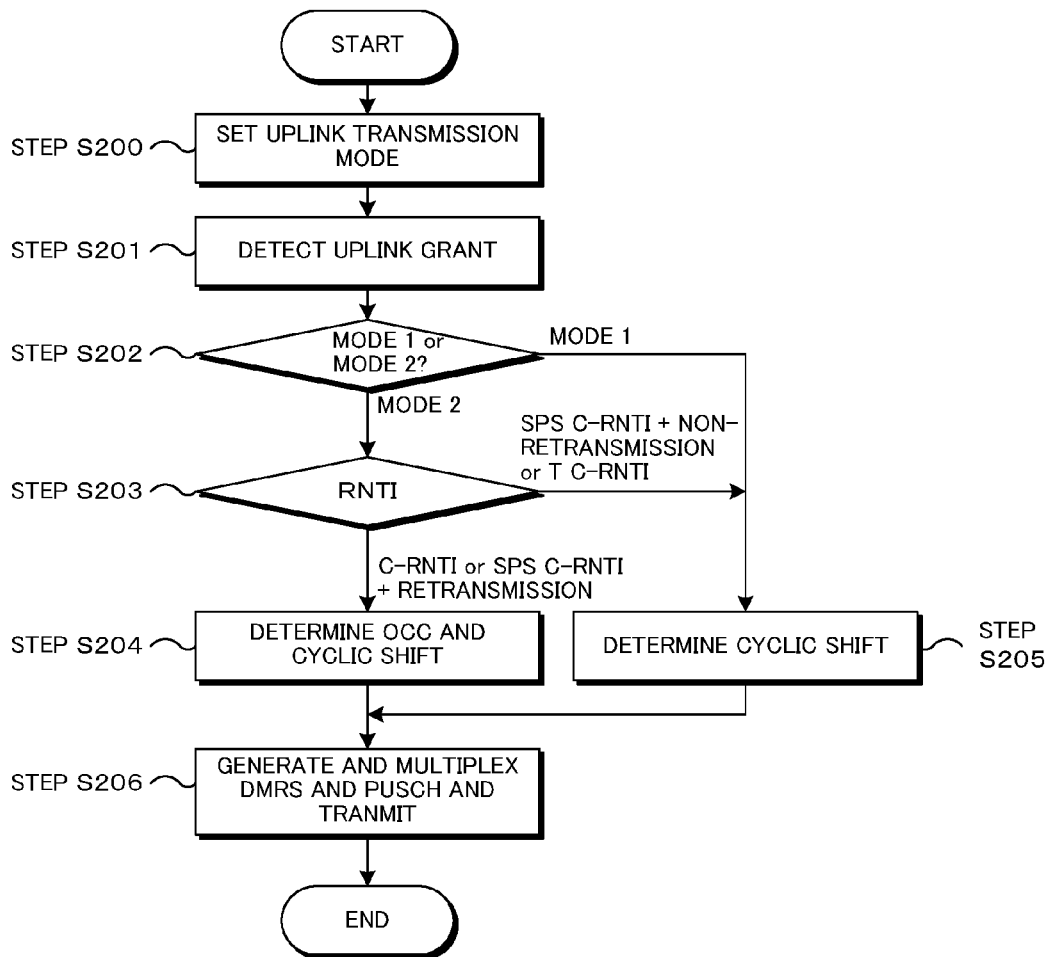 START
STEP S200
SET UPLINK TRANSMISSION
MODE
STEP S201
DETECT UPLINK GRANT
STEP S202
MODE 1 or
MODE 2?
MODE 1
MODE 2
SPS C-RNTI + NON-
RETRANSMISSION
or T C-RNTI
STEP S203
RNTI
C-RNTI or SPS C-RNTI
+ RETRANSMISSION
STEP S204
DETERMINE OCC AND
CYCLIC SHIFT
DETERMINE CYCLIC SHIFT
STEP
S205
STEP S206
GENERATE AND MULTIPLEX
DMRS AND PUSCH AND
TRANMIT
END